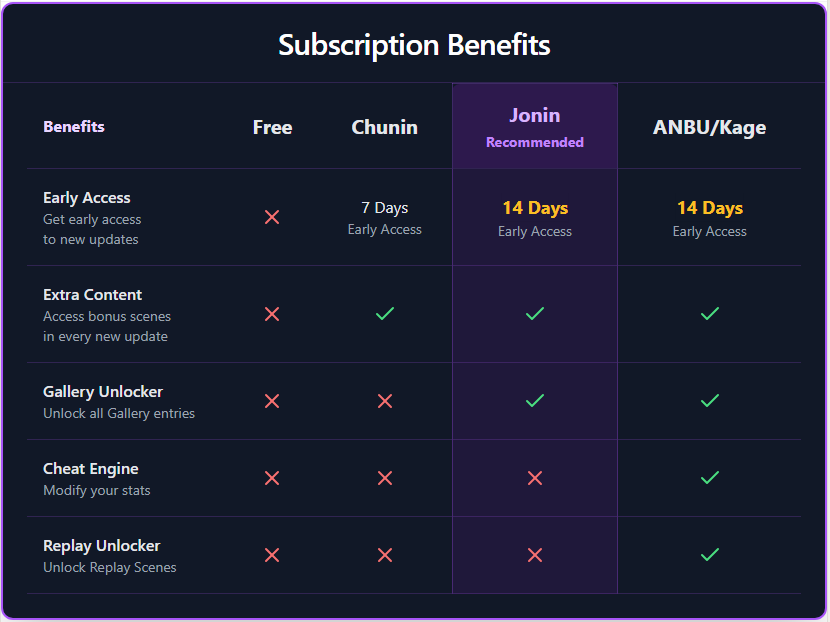 Subscription Benefits
Benefits
Free
Chunin
Jonin
Recommended
ANBU/Kage
Early Access
Get early access
to new updates
7 Days
Early Access
14 Days
Early Access
14 Days
Early Access
Extra Content
Access bonus scenes
in every new update
Gallery Unlocker
Unlock all Gallery entries
Cheat Engine
Modify your stats
Replay Unlocker
Unlock Replay Scenes